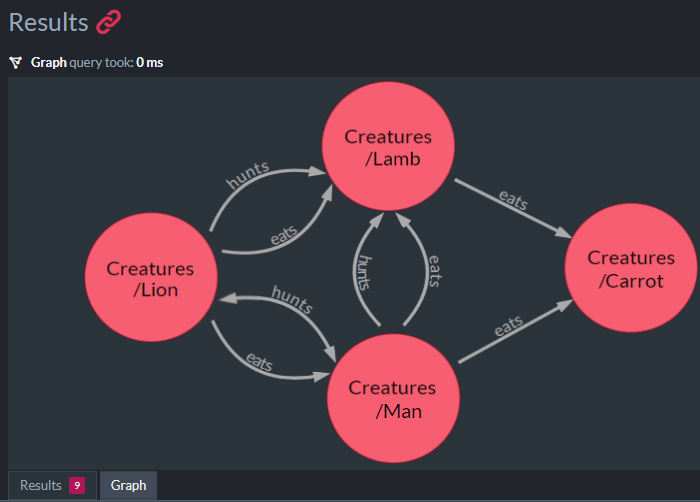 Results
Graph query took: 0 ms
Creatures
/Lamb
hunts
eats
eats
Creatures
/Lion
hunts
eats
Creatures
/Carrot
hunts
eats
eats
Creatures
/Man
Results 9
Graph